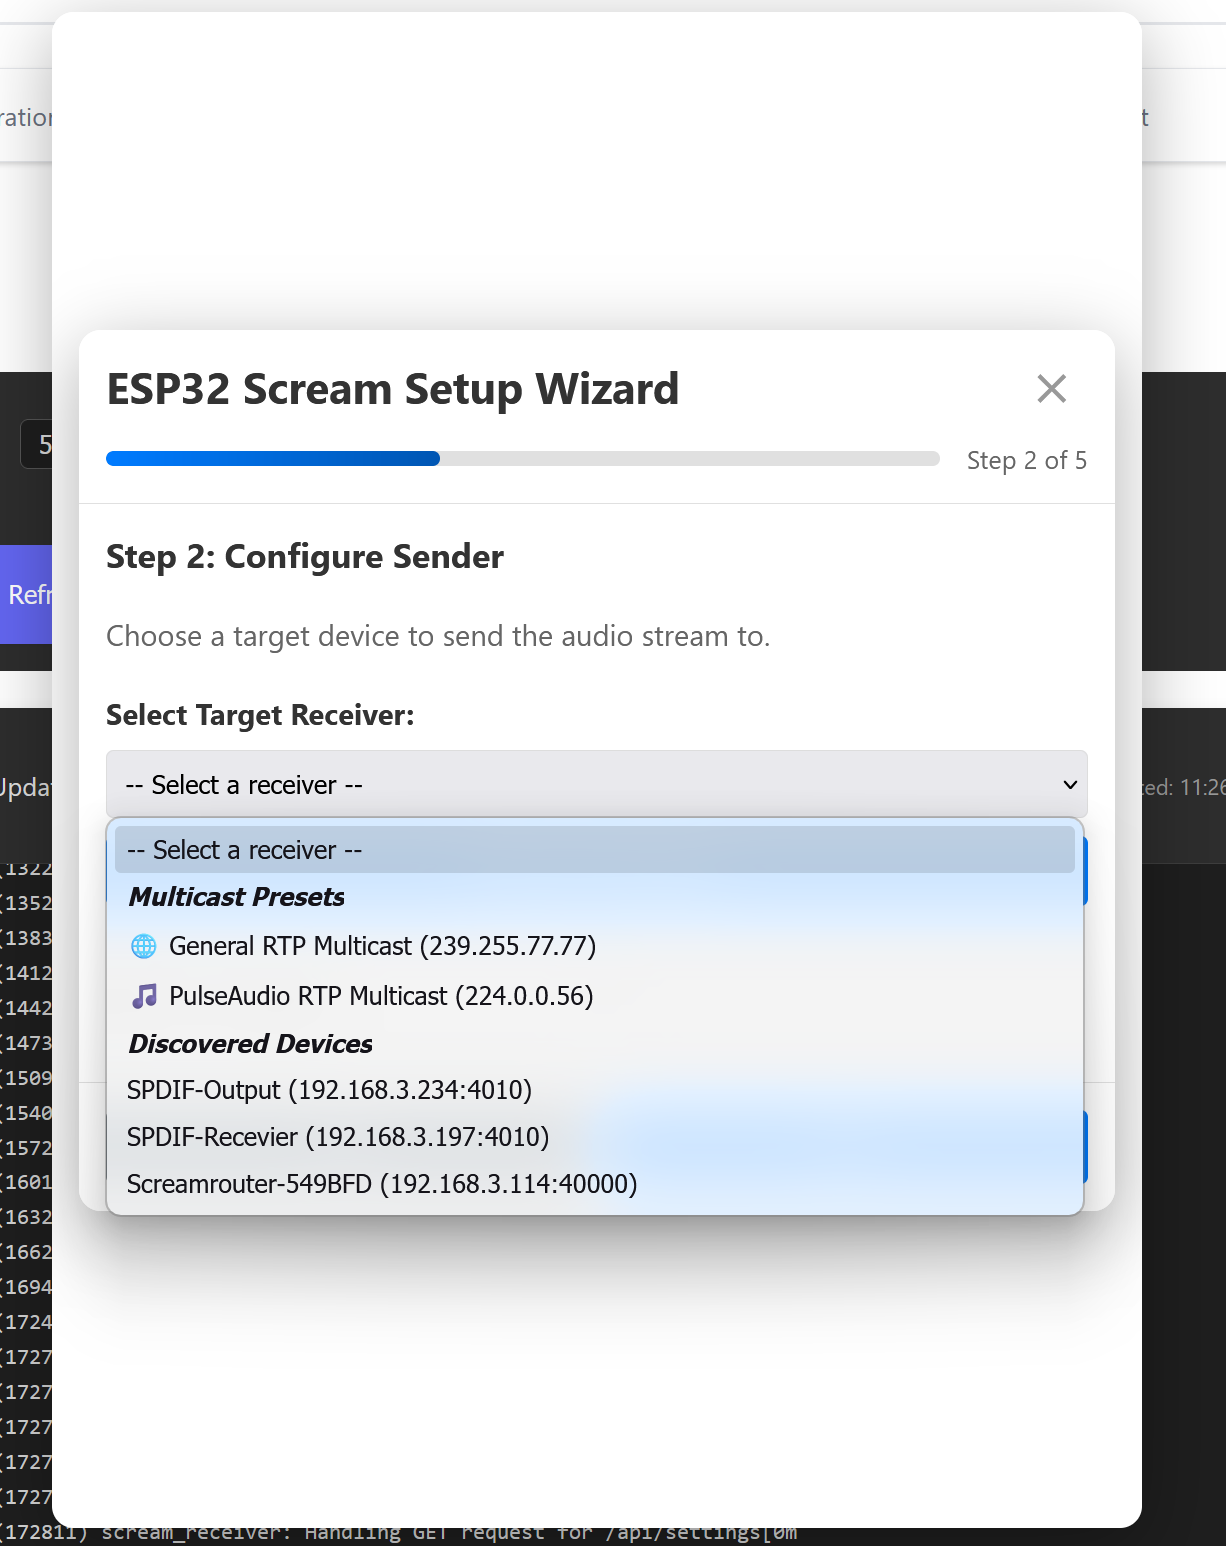 ESP32 Scream Setup Wizard
Step 2 of 5
Step 2: Configure Sender
Choose a target device to send the audio stream to.
Select Target Receiver:
-- Select a receiver --
-- Select a receiver --
Multicast Presets
General RTP Multicast (239.255.77.77)
PulseAudio RTP Multicast (224.0.0.56)
Discovered Devices
SPDIF-Output (192.168.3.234:4010)
SPDIF-Recevier (192.168.3.197:4010)
Screamrouter-549BFD (192.168.3.114:40000)
ration
t
5
Refr
Updat
ted: 11:26
(1322
(1352
(1383
(1412
(1442
(1473
(1509
(1540
(1572
(1601
(1632
(1662
(1694
(1724
(1727
(1727
(1727
(1727
(1727
(172811) scream_receiver: Handling GET request for /api/settings[0m